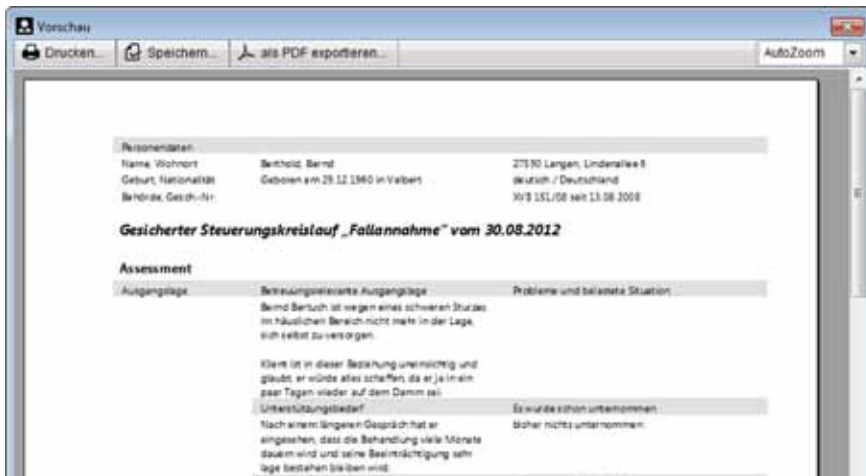 Vorschau
Drucken... Speichern... als PDF exportieren... AutoZoom
Personendaten
Name, Wohnort Berthold, Bernd 27590 Langen, Lindenallee 6
Geburt, Nationalität Geboren am 29.12.1960 in Valbert deutsch / Deutschland
Behörde, Gesch.-Nr. XVII 151/08 seit 13.08.2008
Gesicherter Steuerungskreislauf „Fallannahme" vom 30.08.2012
Assessment
Ausgangslage Betreuungsrelevante Ausgangslage Probleme und belastete Situation
Bernd Bertuch ist wegen eines schweren Sturzes
im häuslichen Bereich nicht mehr in der Lage,
sich selbst zu versorgen.
Klient ist in dieser Beziehung uneinsichtig und
glaubt, er würde alles schaffen, da er ja in ein
paar Tagen wieder auf dem Damm sei.
Unterstützungsbedarf Es wurde schon unternommen
Nach einem längeren Gespräch hat er bisher nichts unternommen.
eingesehen, dass die Behandlung viele Monate
dauern wird und seine Beeinträchtigung sehr
lage bestehen bleiben wird.